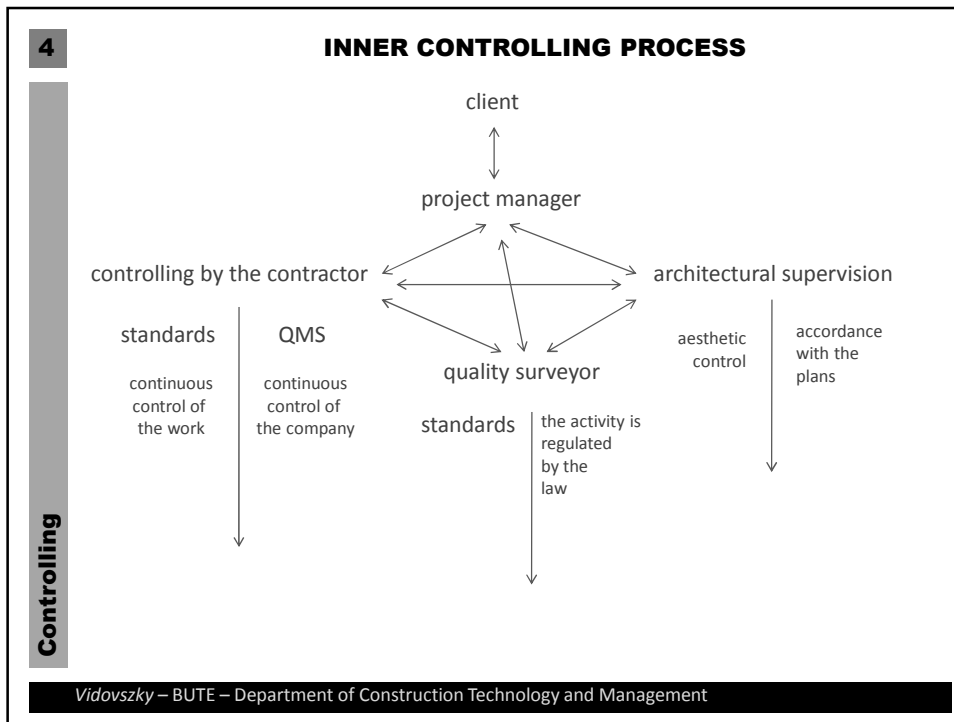 4
INNER CONTROLLING PROCESS
client
project manager
controlling by the contractor
architectural supervision
standards
QMS
continuous
control of
the work
continuous
control of
the company
quality surveyor
standards
the activity is
regulated
by the
law
aesthetic
control
accordance
with the
plans
Controlling
Vidovszky – BUTE – Department of Construction Technology and Management